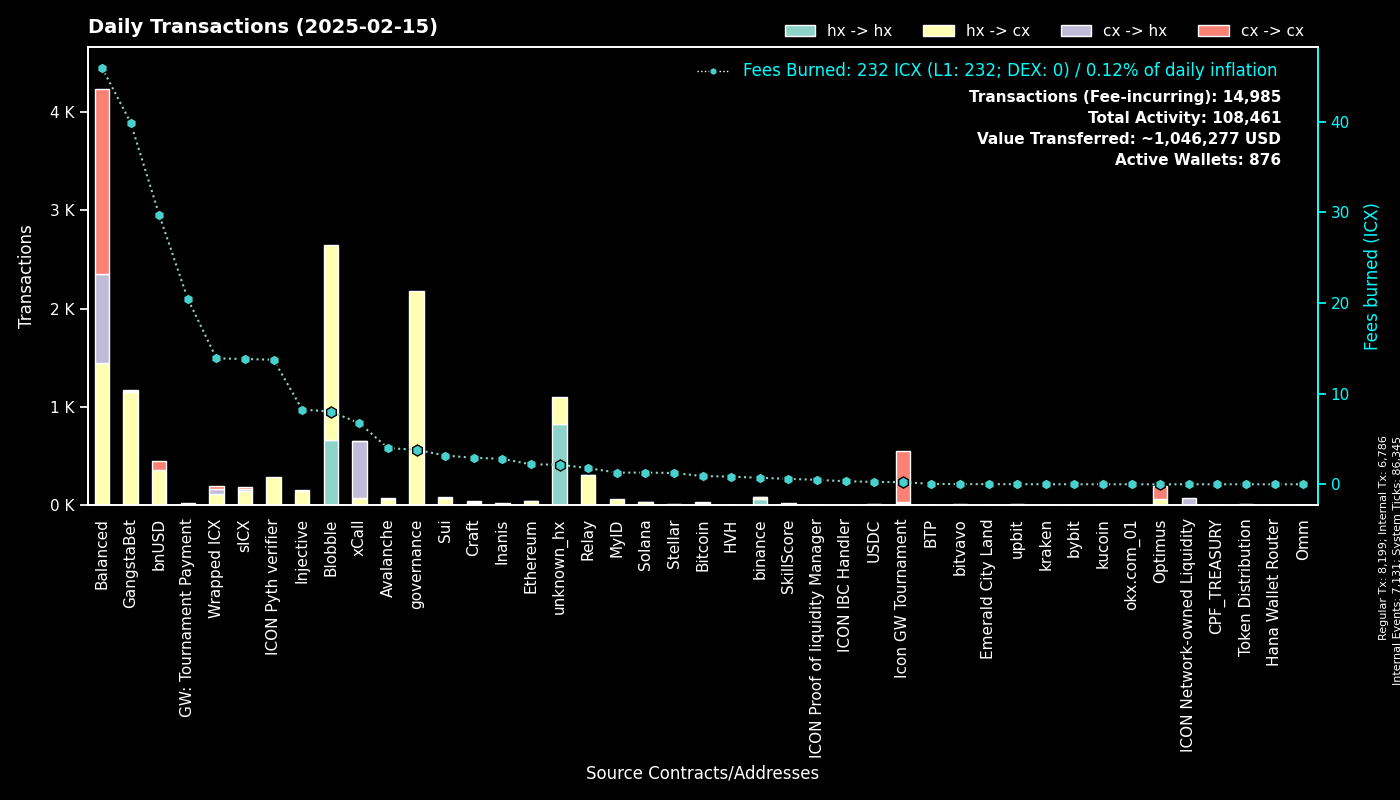 Daily Transactions (2025-02-15)
hx -> hx
hx -> cx
cx -> hx
cx -> cx
Fees Burned: 232 ICX (L1: 232; DEX: 0) / 0.12% of daily inflation
Transactions (Fee-incurring): 14,985
Total Activity: 108,461
Value Transferred: ~1,046,277 USD
Active Wallets: 876
Transactions
4 K
3 K
2 K
1 K
0 K
40
30
20
10
0
Fees burned (ICX)
Balanced
GangstaBet
bnUSD
GW: Tournament Payment
Wrapped ICX
sICX
ICON Pyth verifier
Injective
Blobble
xCall
Avalanche
governance
Sui
Craft
Inanis
Ethereum
unknown_hx
Relay
MyID
Solana
Stellar
Bitcoin
HVH
binance
SkillScore
ICON Proof of liquidity Manager
ICON IBC Handler
USDC
Icon GW Tournament
BTP
bitvavo
Emerald City Land
upbit
kraken
bybit
kucoin
okx.com_01
Optimus
ICON Network-owned Liquidity
CPF_TREASURY
Token Distribution
Hana Wallet Router
Omm
Source Contracts/Addresses
Regular Tx: 8,199; Internal Tx: 6,786
Internal Events: 7,131; System Ticks: 86,345